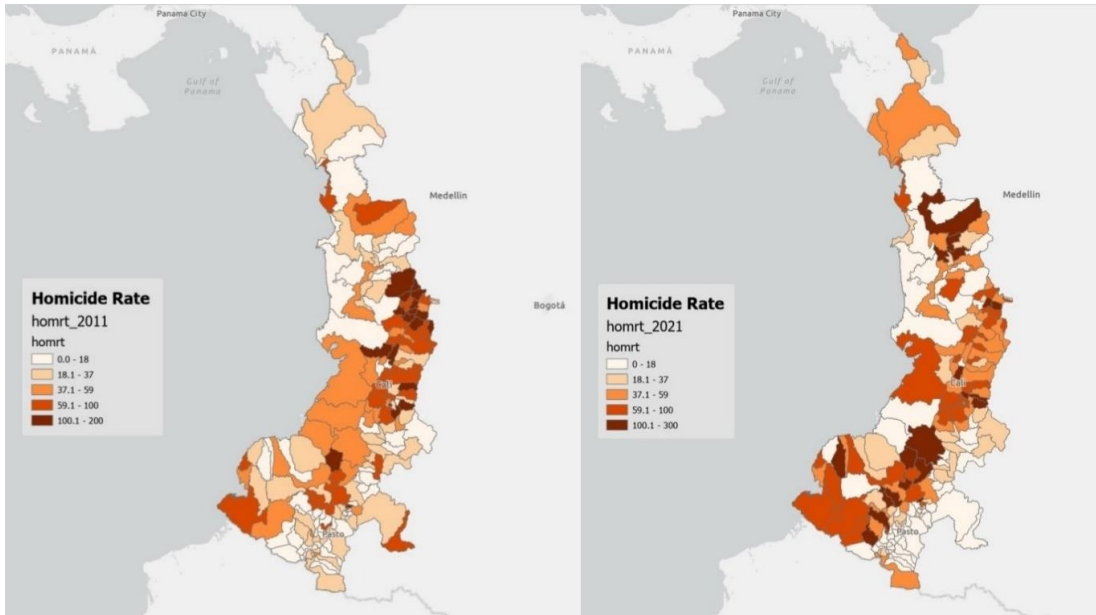 Panama City
PANAMÁ
Gulf of
Panama
Medellin
Bogotá
Cali
Pasto
Homicide Rate
homrt_2011
homrt
0.0 - 18
18.1 - 37
37.1 - 59
59.1 - 100
100.1 - 200
Panama City
PANAMÁ
Gulf of
Panama
Medellin
Cali
Pasto
Homicide Rate
homrt_2021
homrt
0 - 18
18.1 - 37
37.1 - 59
59.1 - 100
100.1 - 300